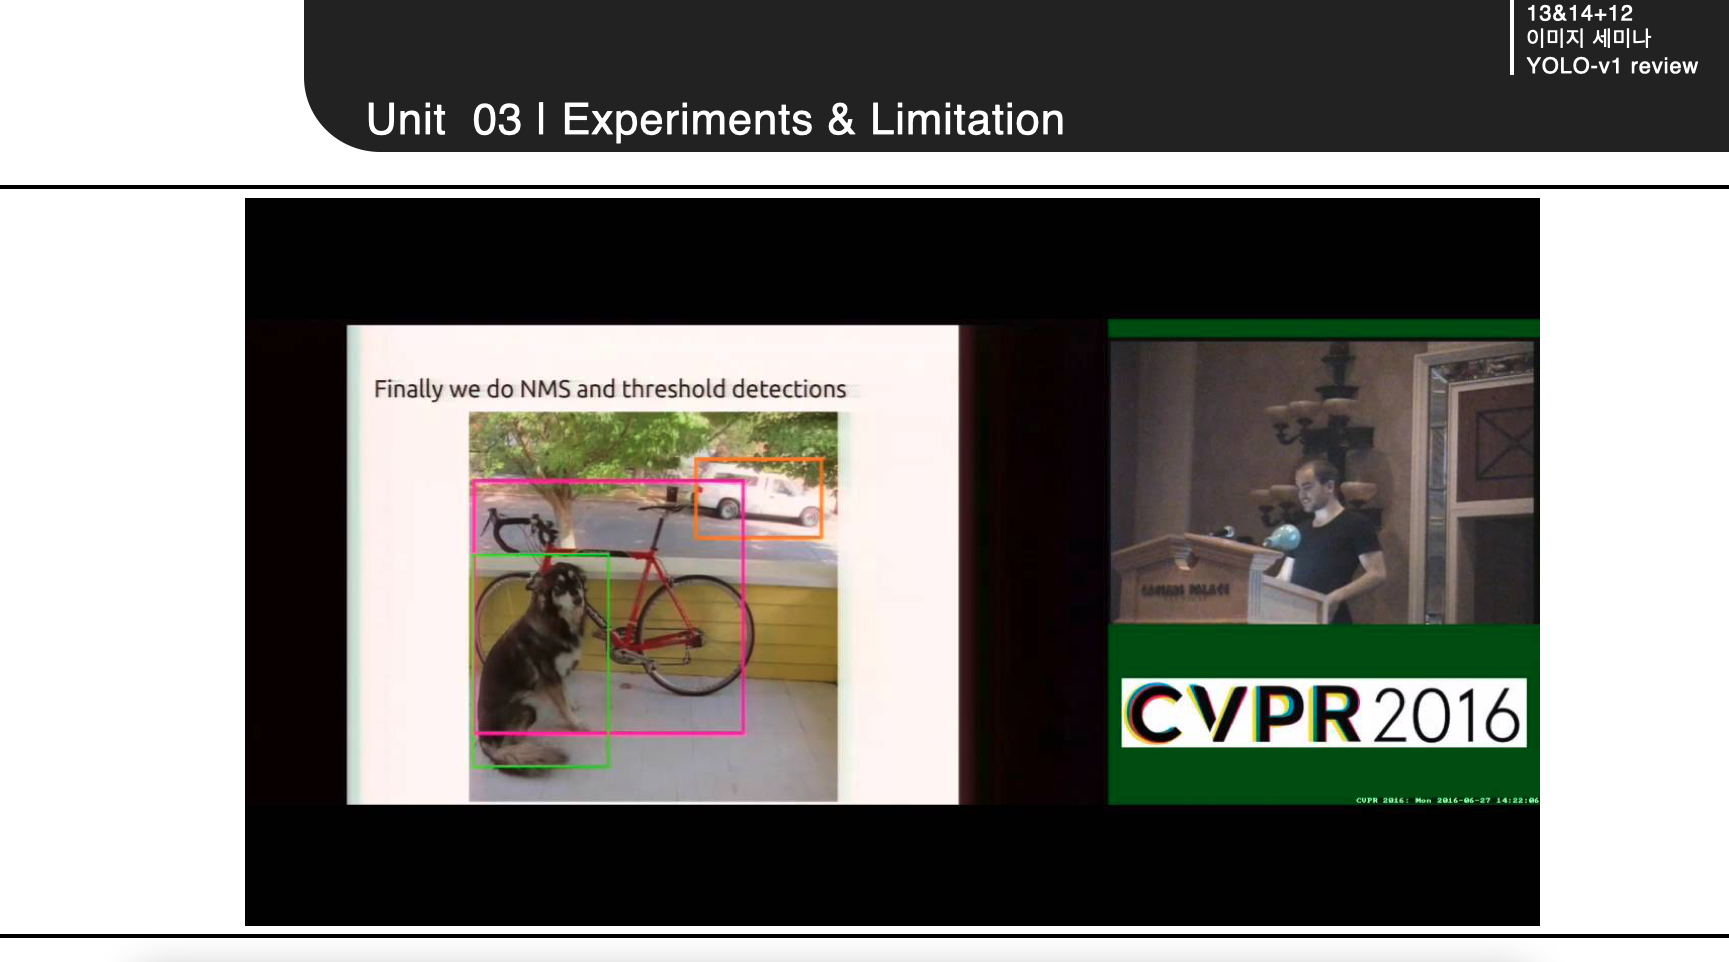 13&14+12
이미지 세미나
YOLO-v1 review
Unit 03 | Experiments & Limitation
Finally we do NMS and threshold detections
CAESARS PALACE
CVPR 2016
CVPR 2016: Mon 2016-06-27 14:22:06